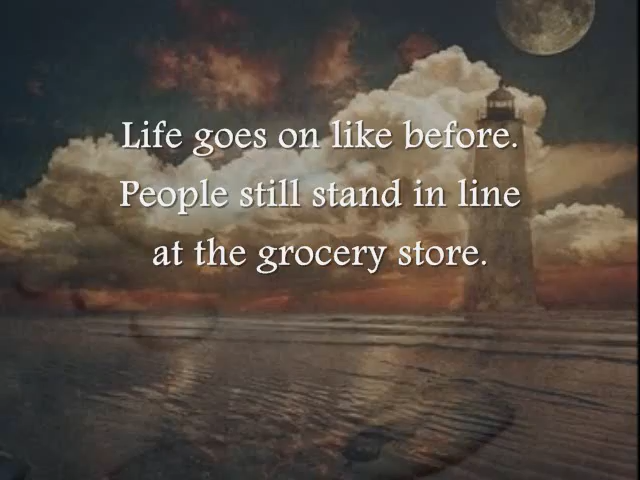 Life goes on like before.
People still stand in line
at the grocery store.